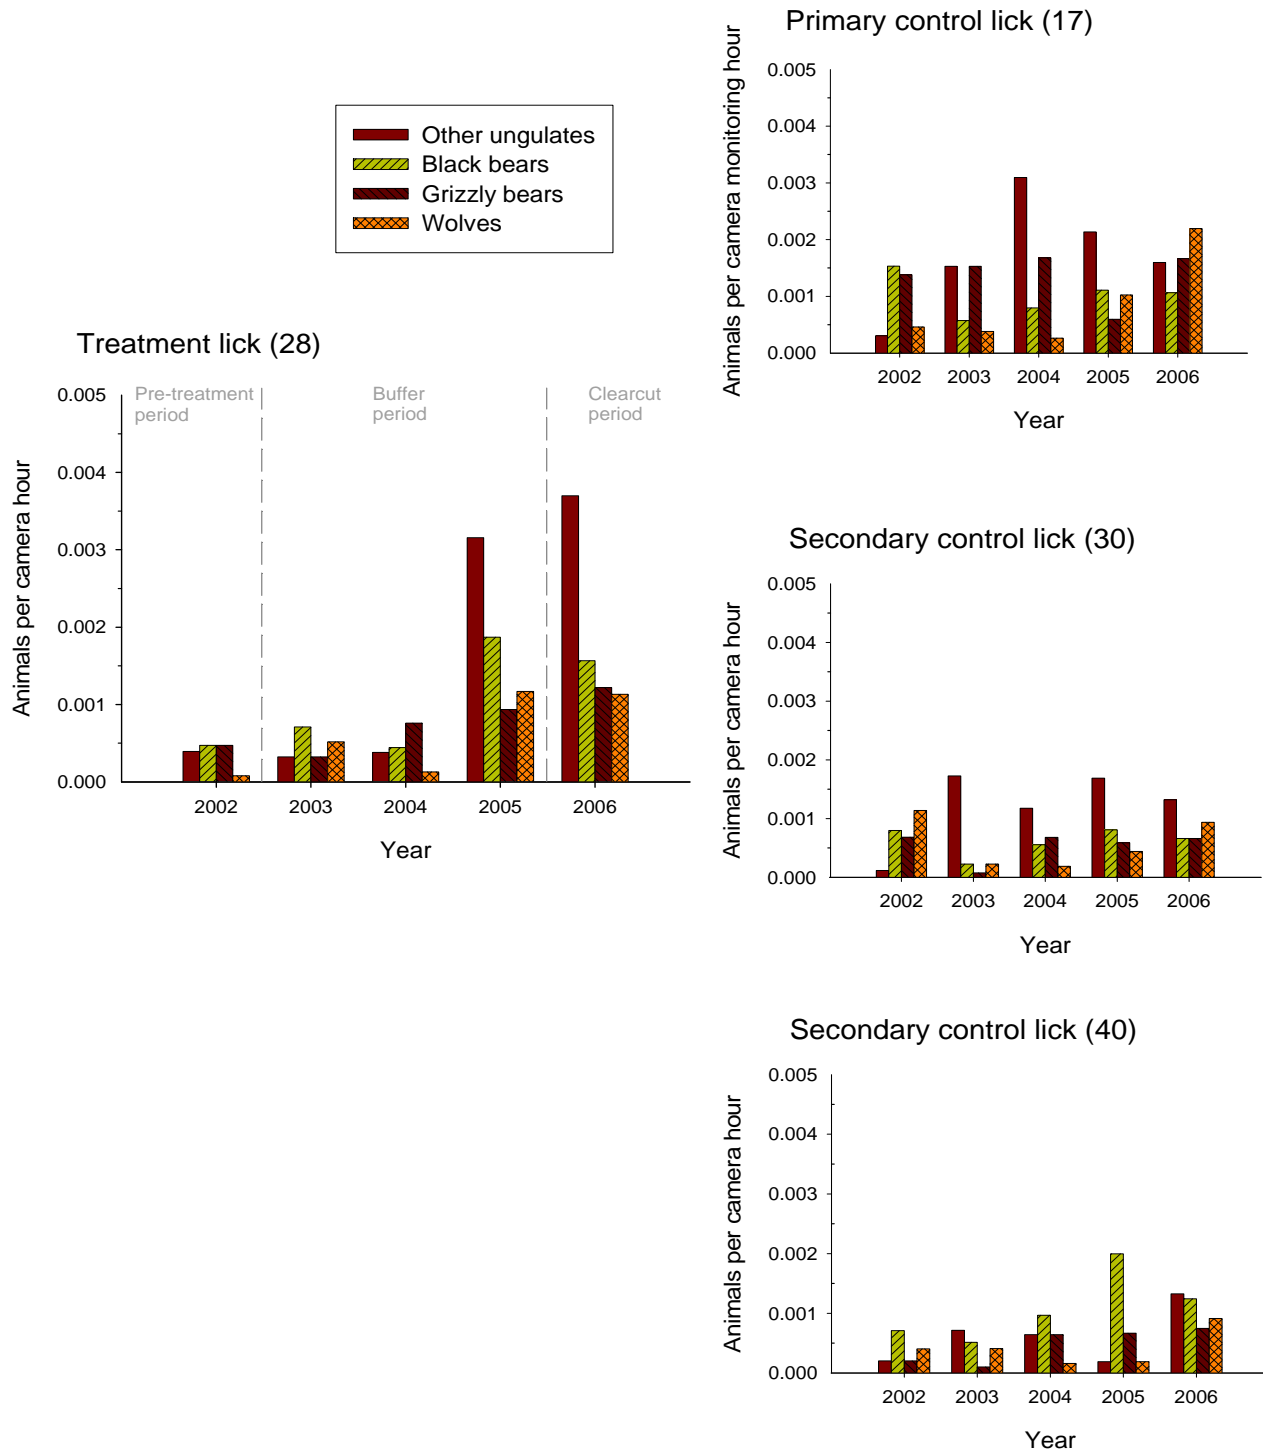 Primary control lick (17)
Animals per camera monitoring hour
0.005
0.004
0.003
0.002
0.001
0.000
2002
2003
2004
2005
2006
Year
Other ungulates
Black bears
Grizzly bears
Wolves
Treatment lick (28)
Pre-treatment
period
Buffer
period
Clearcut
period
Animals per camera hour
0.005
0.004
0.003
0.002
0.001
0.000
2002
2003
2004
2005
2006
Year
Secondary control lick (30)
Animals per camera hour
0.005
0.004
0.003
0.002
0.001
0.000
2002
2003
2004
2005
2006
Year
Secondary control lick (40)
Animals per camera hour
0.005
0.004
0.003
0.002
0.001
0.000
2002
2003
2004
2005
2006
Year